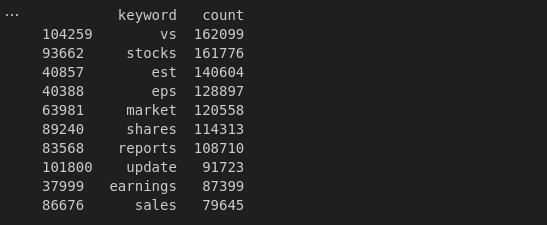 ...
keyword count
104259 vs 162099
93662 stocks 161776
40857 est 140604
40388 eps 128897
63981 market 120558
89240 shares 114313
83568 reports 108710
101800 update 91723
37999 earnings 87399
86676 sales 79645